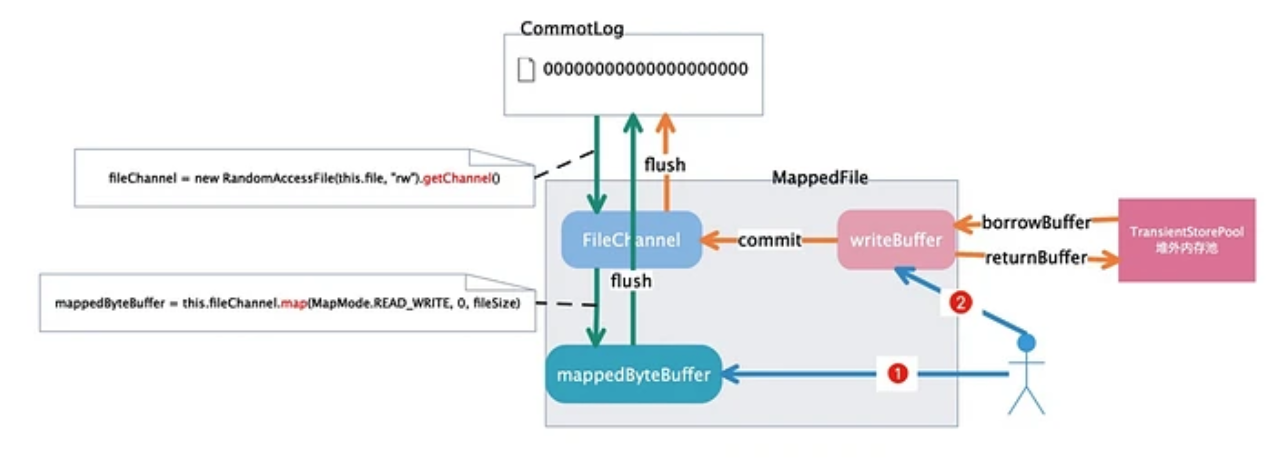 CommotLog
00000000000000000000
fileChannel = new RandomAccessFile(this.file, "rw").getChannel()
flush
MappedFile
FileChannel
commit
writeBuffer
borrowBuffer
returnBuffer
TransientStorePool
堆外内存池
flush
mappedByteBuffer = this.fileChannel.map(MapMode.READ_WRITE, 0, fileSize)
2
mappedByteBuffer
1